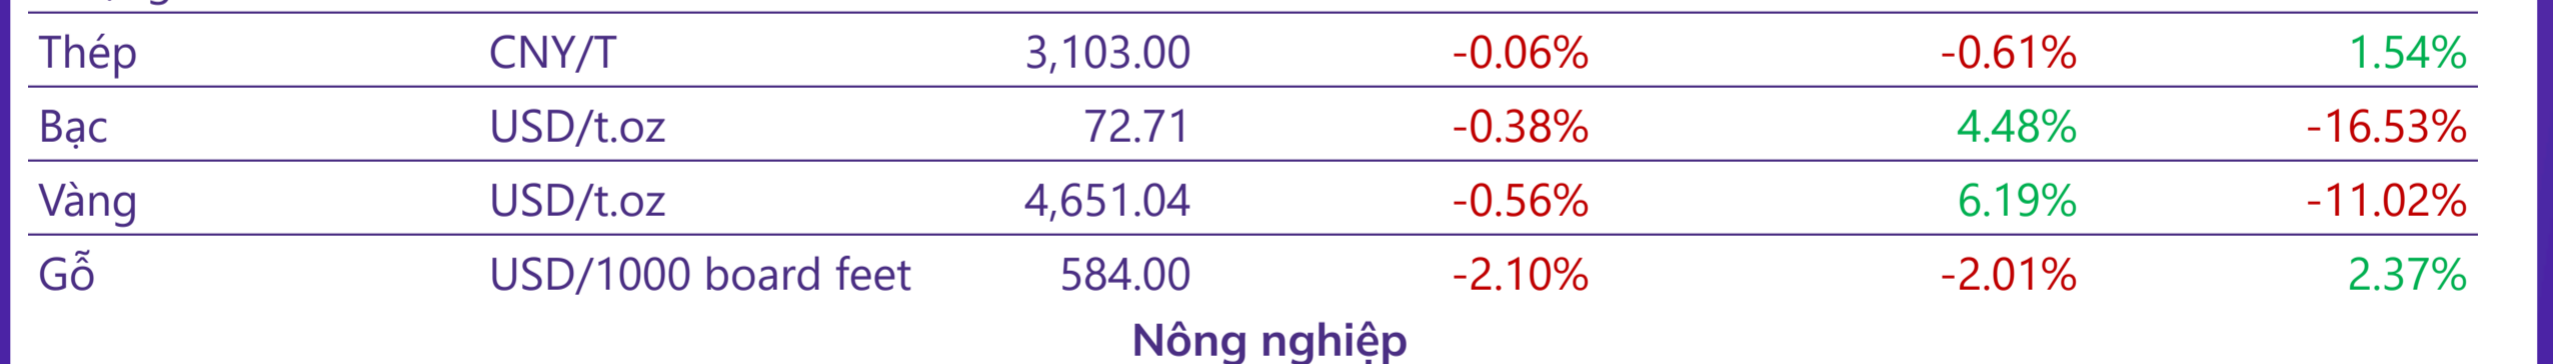 Thép CNY/T 3,103.00 -0.06% -0.61% 1.54%
Bạc USD/t.oz 72.71 -0.38% 4.48% -16.53%
Vàng USD/t.oz 4,651.04 -0.56% 6.19% -11.02%
Gỗ USD/1000 board feet 584.00 -2.10% -2.01% 2.37%
Nông nghiệp